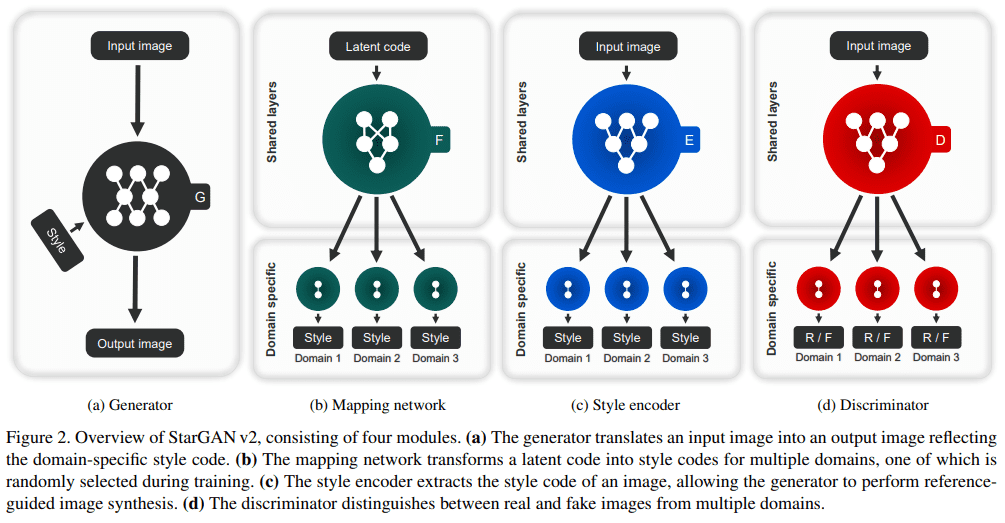 Input image
G
Style
Output image
(a) Generator
Shared layers
Latent code
F
Domain specific
Style Style Style
Domain 1 Domain 2 Domain 3
(b) Mapping network
Shared layers
Input image
E
Domain specific
Style Style Style
Domain 1 Domain 2 Domain 3
(c) Style encoder
Shared layers
Input image
D
Domain specific
R / F R / F R / F
Domain 1 Domain 2 Domain 3
(d) Discriminator
Figure 2. Overview of StarGAN v2, consisting of four modules. (a) The generator translates an input image into an output image reflecting
the domain-specific style code. (b) The mapping network transforms a latent code into style codes for multiple domains, one of which is
randomly selected during training. (c) The style encoder extracts the style code of an image, allowing the generator to perform reference-
guided image synthesis. (d) The discriminator distinguishes between real and fake images from multiple domains.